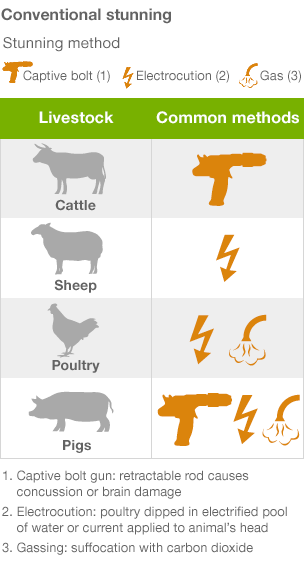 Conventional stunning
Stunning method
Captive bolt (1) Electrocution (2) Gas (3)
Livestock Common methods
Cattle
Sheep
Poultry
Pigs
1. Captive bolt gun: retractable rod causes
concussion or brain damage
2. Electrocution: poultry dipped in electrified pool
of water or current applied to animal's head
3. Gassing: suffocation with carbon dioxide